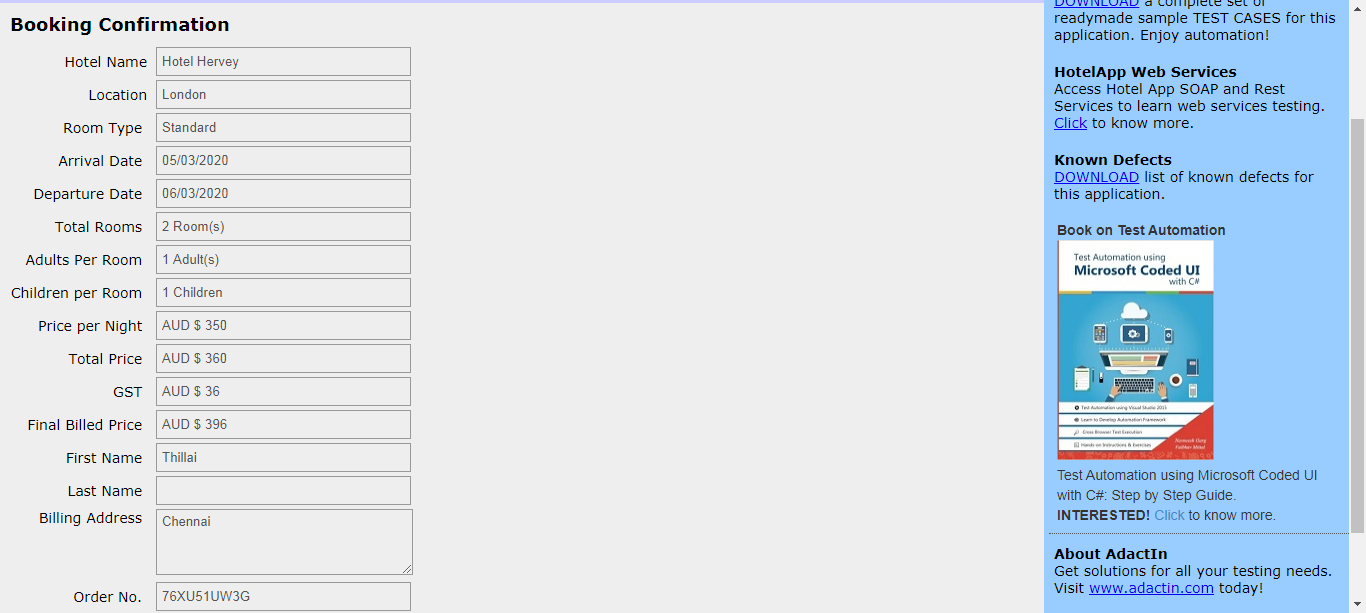 Booking Confirmation
Hotel Name Hotel Hervey
Location London
Room Type Standard
Arrival Date 05/03/2020
Departure Date 06/03/2020
Total Rooms 2 Room(s)
Adults Per Room 1 Adult(s)
Children per Room 1 Children
Price per Night AUD $ 350
Total Price AUD $ 360
GST AUD $ 36
Final Billed Price AUD $ 396
First Name Thillai
Last Name
Billing Address Chennai
Order No. 76XU51UW3G
DOWNLOAD a complete set of
readymade sample TEST CASES for this
application. Enjoy automation!
HotelApp Web Services
Access Hotel App SOAP and Rest
Services to learn web services testing.
Click to know more.
Known Defects
DOWNLOAD list of known defects for
this application.
Book on Test Automation
Test Automation using
Microsoft Coded UI
with C#
Test Automation using Visual Studio 2015
Learn to Develop Automation Framework
Cross Browser Test Execution
Hands on Instructions & Exercises
Test Automation using Microsoft Coded UI
with C#: Step by Step Guide.
INTERESTED! Click to know more.
About AdactIn
Get solutions for all your testing needs.
Visit www.adactin.com today!